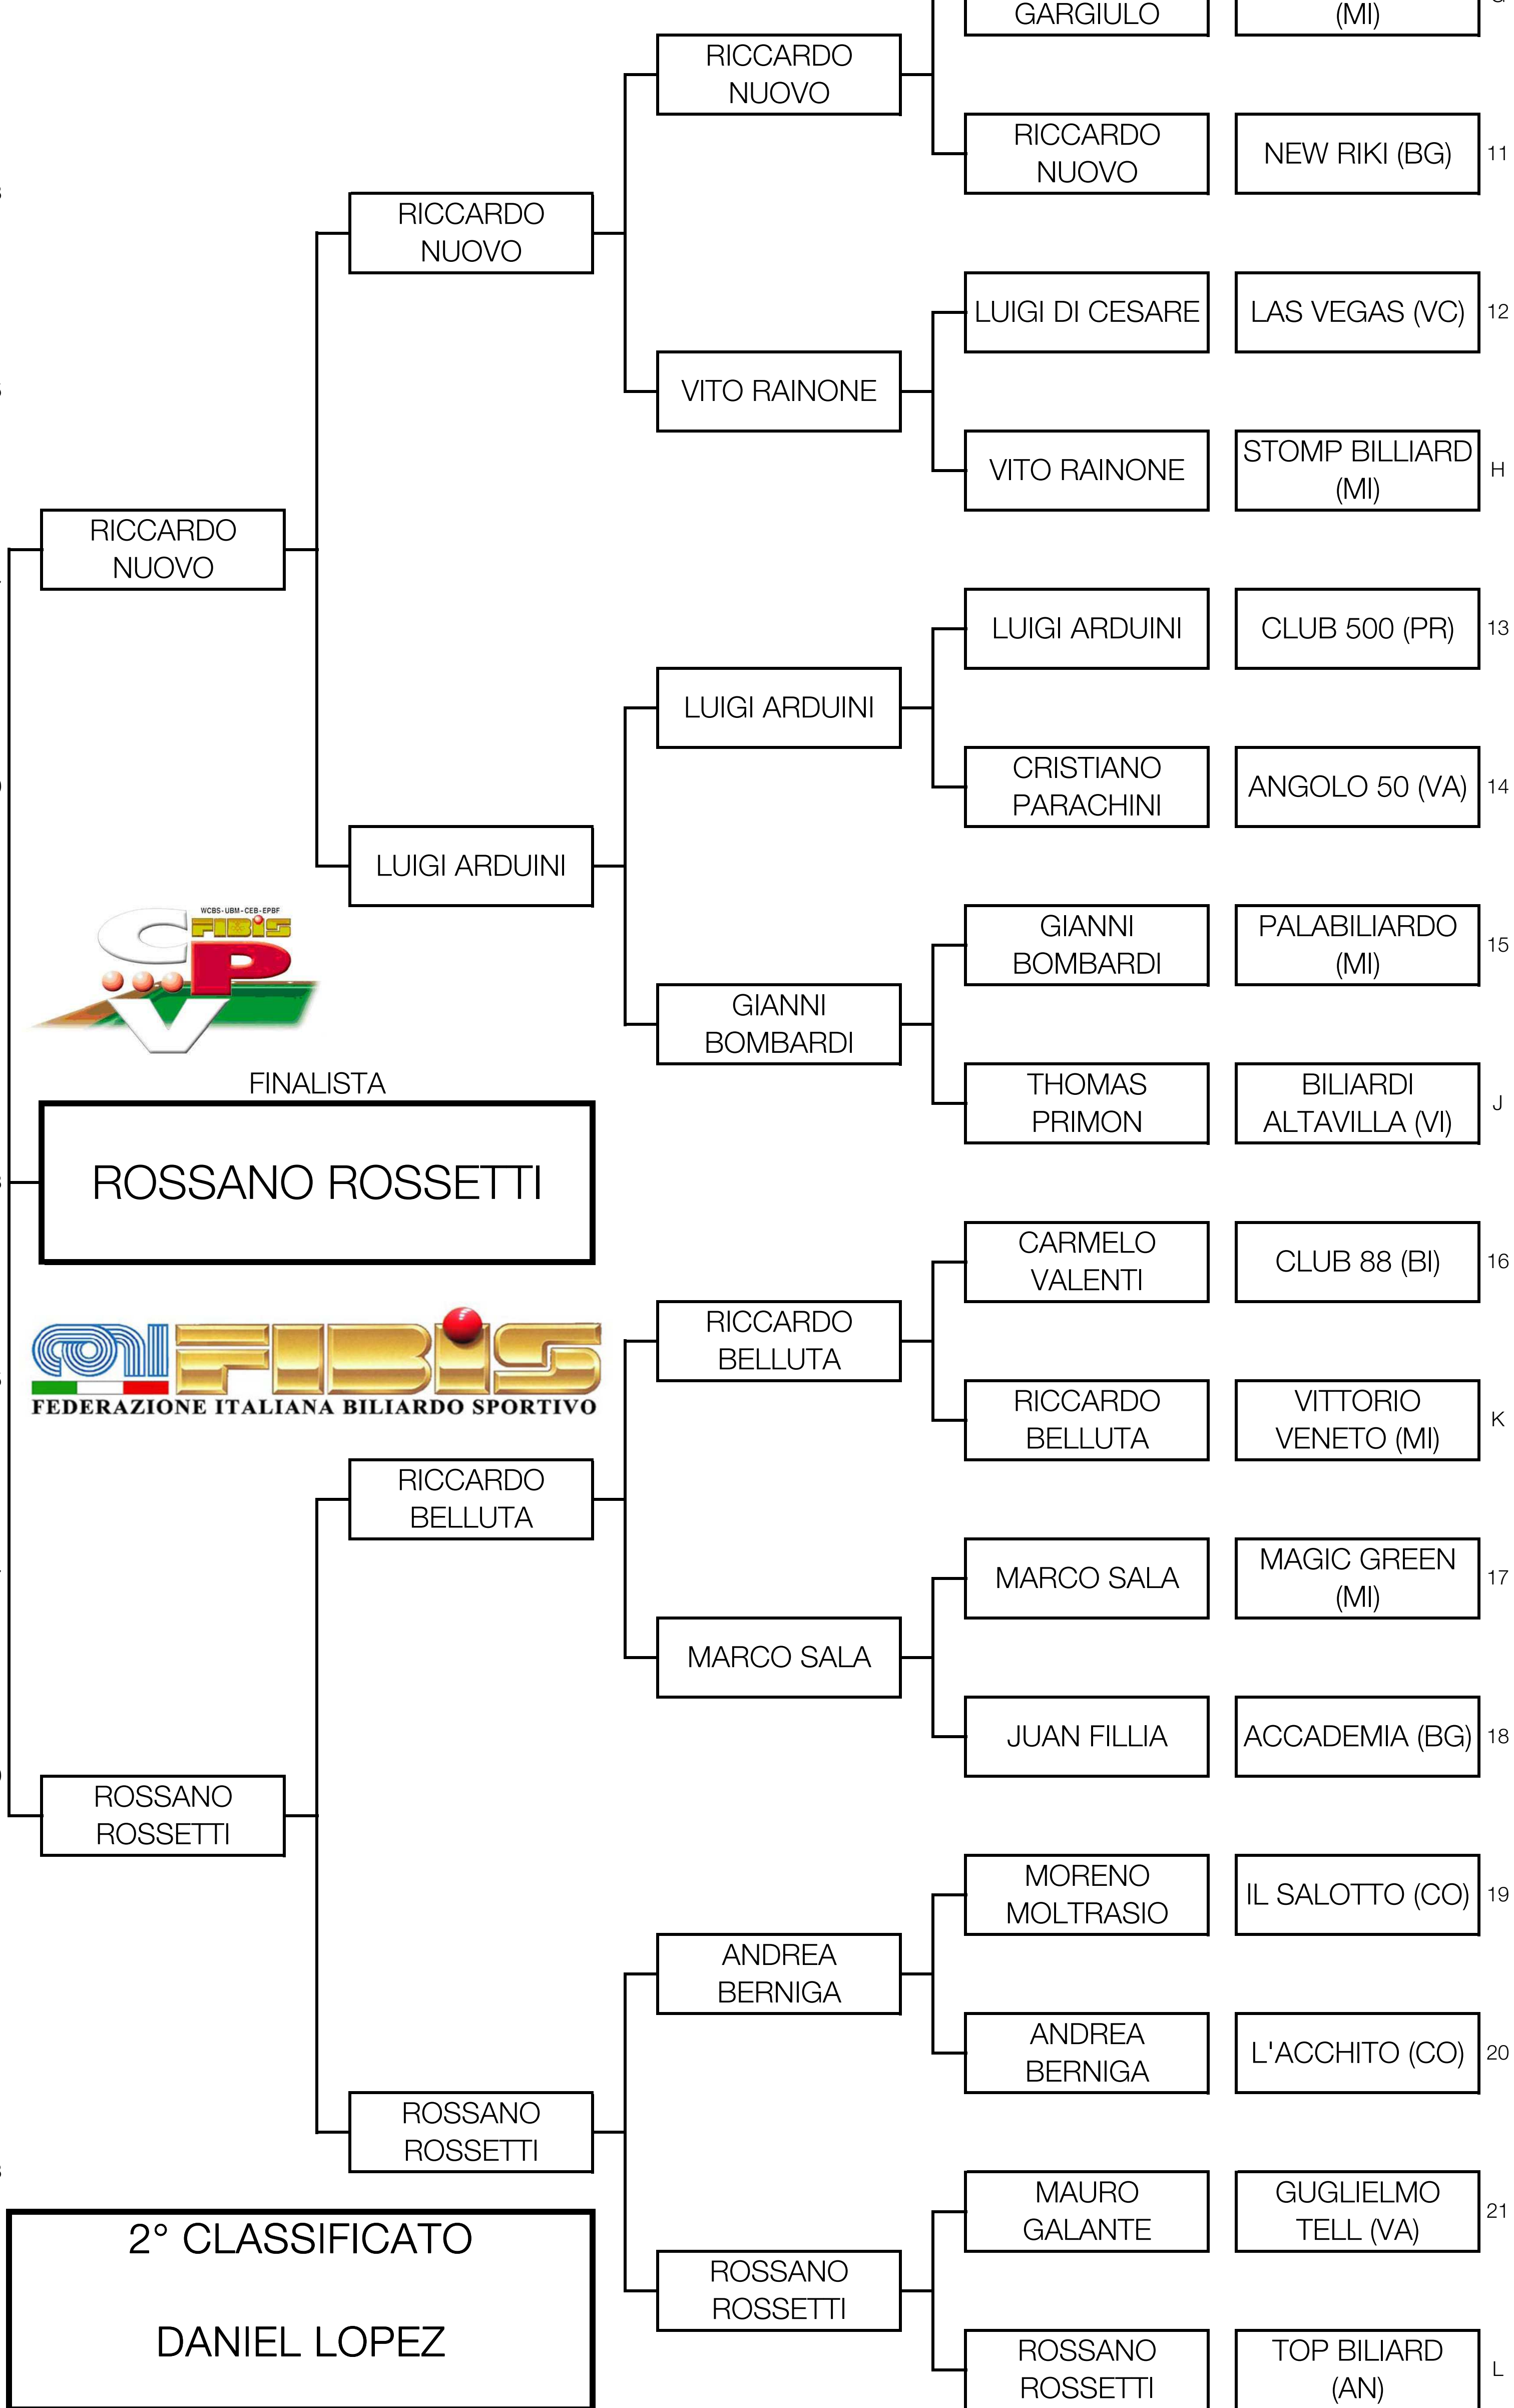 GARGIULO
(MI)
RICCARDO
NUOVO
RICCARDO
NUOVO
NEW RIKI (BG)
11
RICCARDO
NUOVO
LUIGI DI CESARE
LAS VEGAS (VC)
12
VITO RAINONE
VITO RAINONE
STOMP BILLIARD
(MI)
H
RICCARDO
NUOVO
LUIGI ARDUINI
CLUB 500 (PR)
13
LUIGI ARDUINI
CRISTIANO
PARACHINI
ANGOLO 50 (VA)
14
LUIGI ARDUINI
WCBS-UBM-CEB-EPBF
FIBiS
C
P
V
GIANNI
BOMBARDI
PALABILIARDO
(MI)
15
GIANNI
BOMBARDI
THOMAS
PRIMON
BILIARDI
ALTAVILLA (VI)
J
FINALISTA
ROSSANO ROSSETTI
CARMELO
VALENTI
CLUB 88 (BI)
16
RICCARDO
BELLUTA
CONI FIBiS
FEDERAZIONE ITALIANA BILIARDO SPORTIVO
RICCARDO
BELLUTA
VITTORIO
VENETO (MI)
K
RICCARDO
BELLUTA
MARCO SALA
MAGIC GREEN
(MI)
17
MARCO SALA
JUAN FILLIA
ACCADEMIA (BG)
18
ROSSANO
ROSSETTI
MORENO
MOLTRASIO
IL SALOTTO (CO)
19
ANDREA
BERNIGA
ANDREA
BERNIGA
L'ACCHITO (CO)
20
ROSSANO
ROSSETTI
MAURO
GALANTE
GUGLIELMO
TELL (VA)
21
2° CLASSIFICATO
DANIEL LOPEZ
ROSSANO
ROSSETTI
ROSSANO
ROSSETTI
TOP BILIARD
(AN)
L